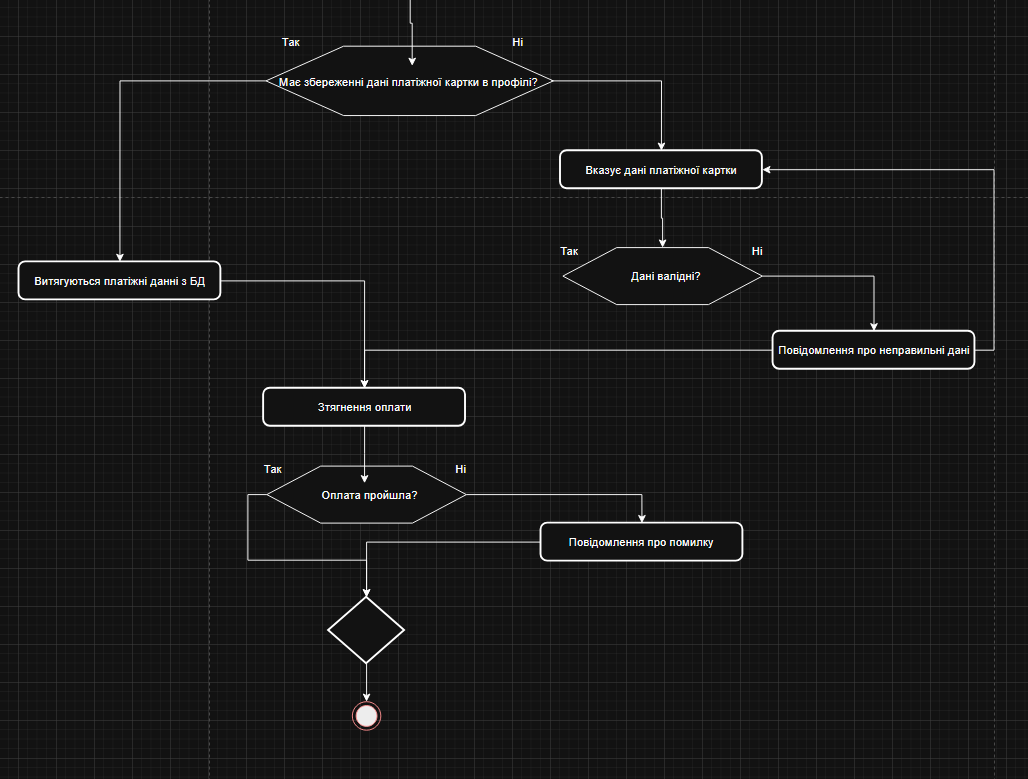 Так
Ні
Має збереженні дані платіжної картки в профілі?
Вказує дані платіжної картки
Так
Ні
Дані валідні?
Витягуються платіжні данні з БД
Повідомлення про неправильні дані
Зтягнення оплати
Так
Ні
Оплата пройшла?
Повідомлення про помилку